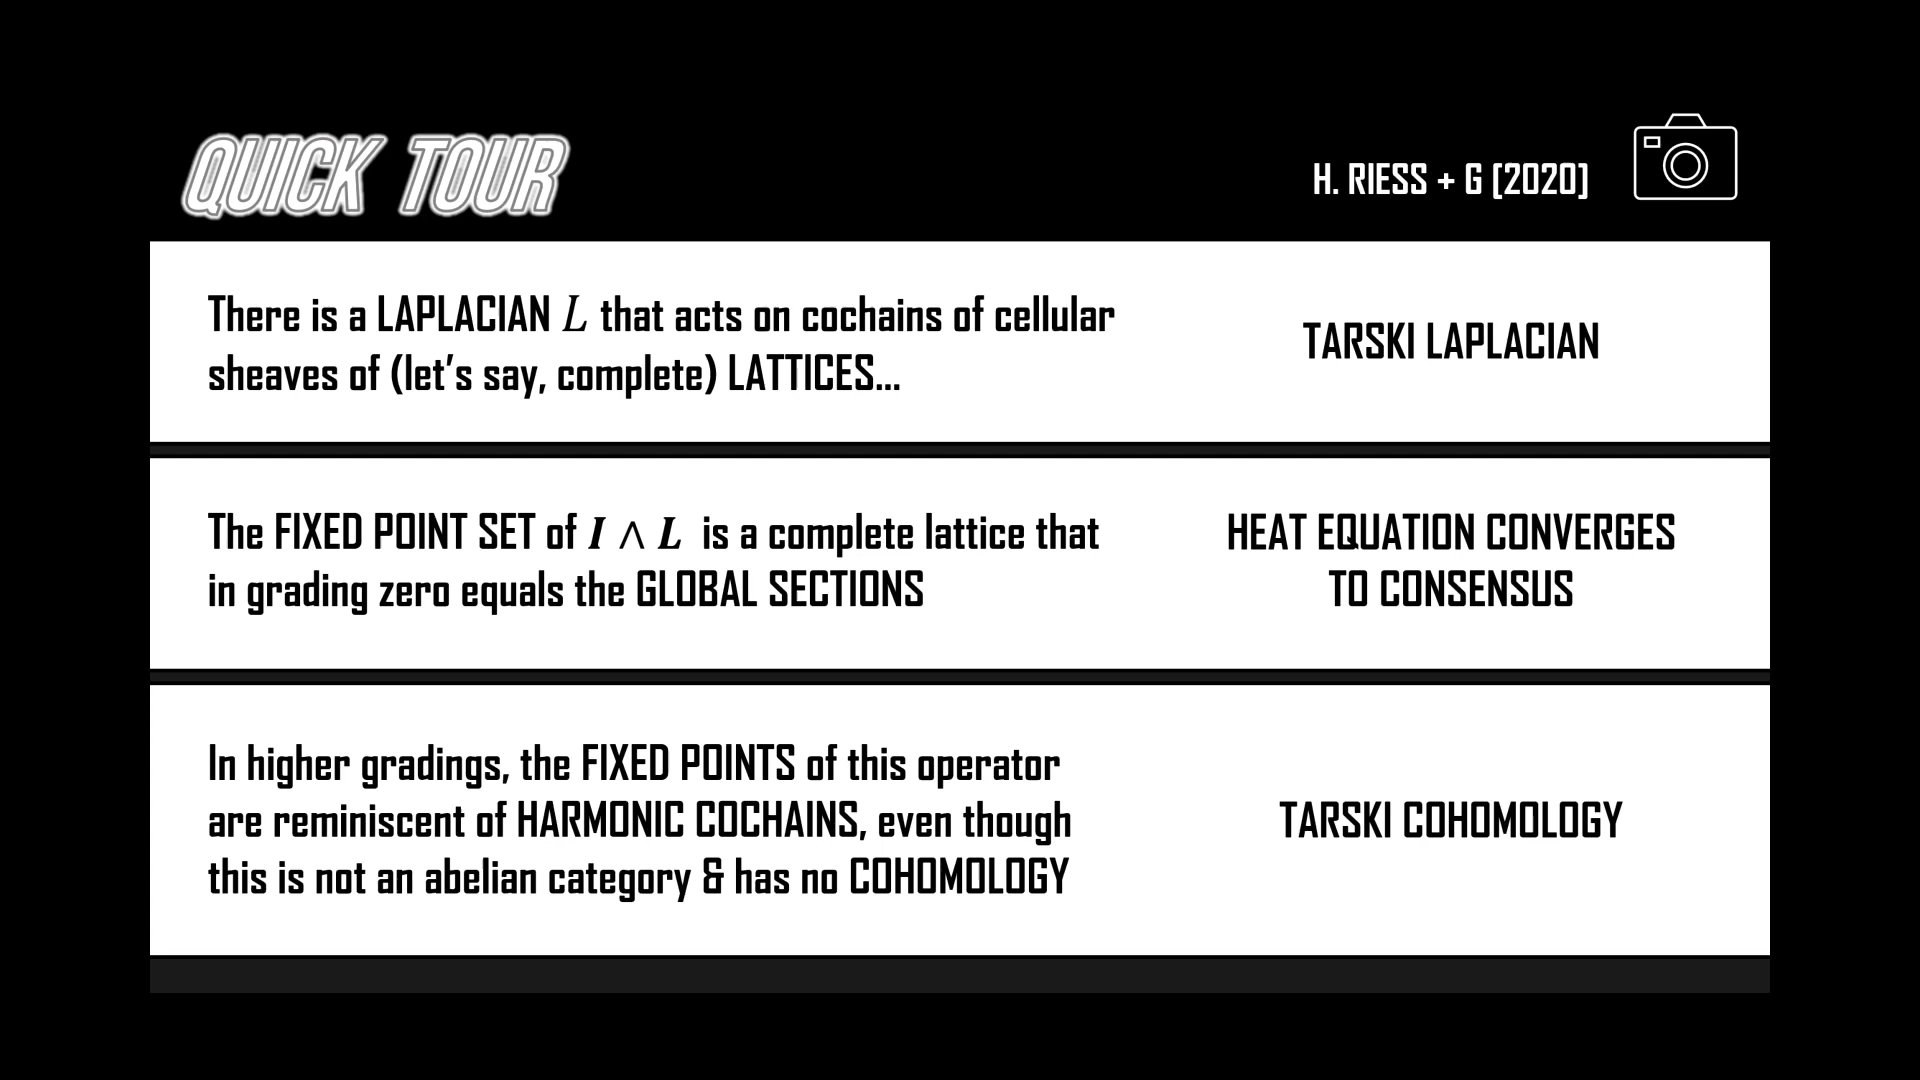 QUICK TOUR
H. RIESS + G [2020]
There is a LAPLACIAN L that acts on cochains of cellular
sheaves of (let's say, complete) LATTICES...
TARSKI LAPLACIAN
The FIXED POINT SET of I ∧ L is a complete lattice that
in grading zero equals the GLOBAL SECTIONS
HEAT EQUATION CONVERGES
TO CONSENSUS
In higher gradings, the FIXED POINTS of this operator
are reminiscent of HARMONIC COCHAINS, even though
this is not an abelian category & has no COHOMOLOGY
TARSKI COHOMOLOGY